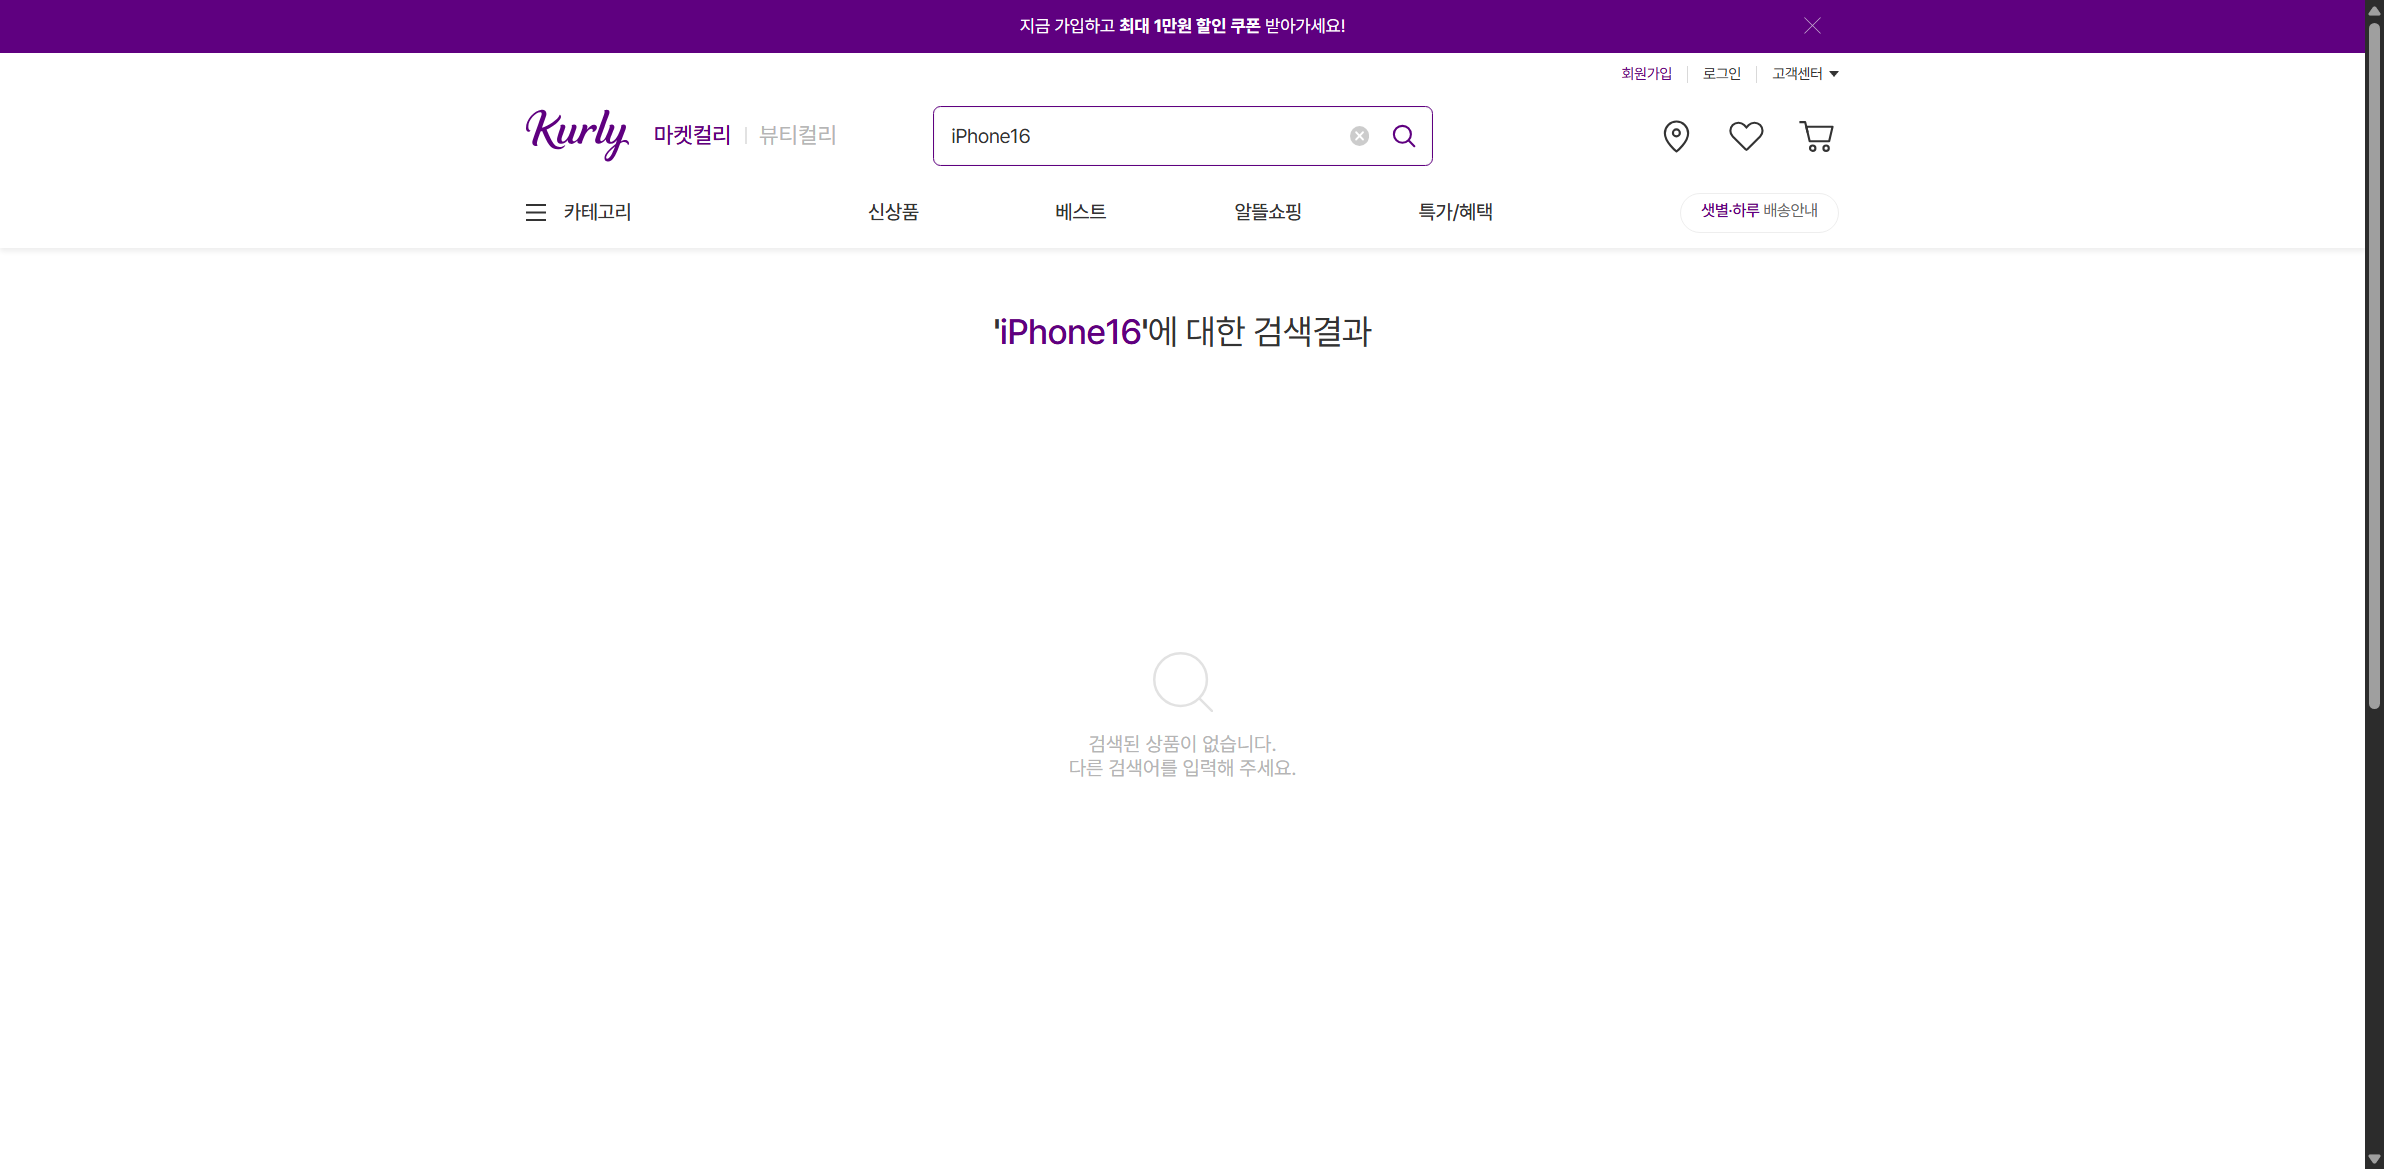 지금 가입하고 최대 1만원 할인 쿠폰 받아가세요!
회원가입 로그인 고객센터
Kurly 마켓컬리 뷰티컬리 iPhone16
카테고리 신상품 베스트 알뜰쇼핑 특가/혜택 샛별·하루 배송안내
'iPhone16'에 대한 검색결과
검색된 상품이 없습니다.
다른 검색어를 입력해 주세요.